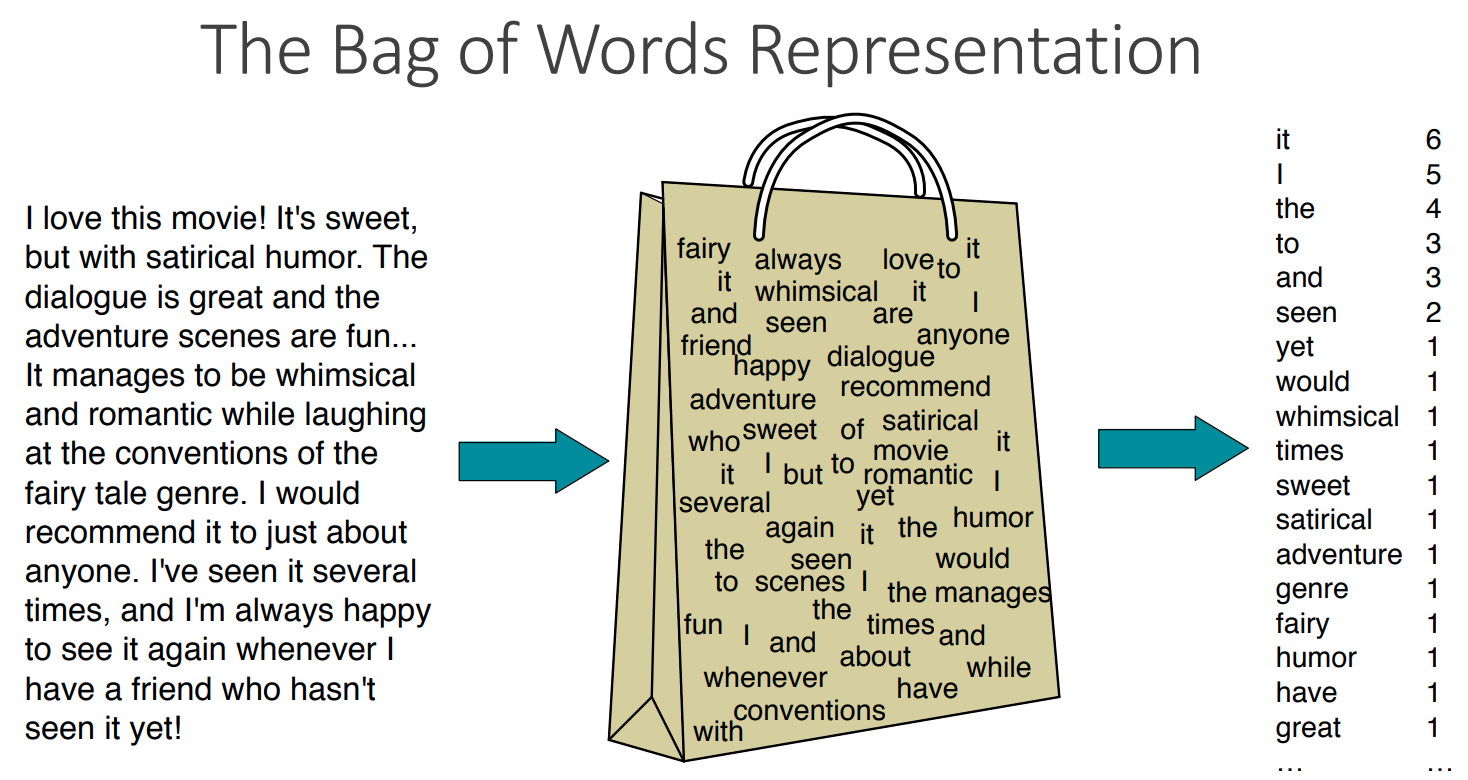 The Bag of Words Representation
I love this movie! It's sweet,
but with satirical humor. The
dialogue is great and the
adventure scenes are fun...
It manages to be whimsical
and romantic while laughing
at the conventions of the
fairy tale genre. I would
recommend it to just about
anyone. I've seen it several
times, and I'm always happy
to see it again whenever I
have a friend who hasn't
seen it yet!
fairy always love to it
it whimsical it I
and seen are anyone
friend happy dialogue
adventure recommend
who sweet of satirical
it I but to movie it
romantic I
several yet
again it the humor
the seen would
to scenes I the manages
fun the times
I and and
about while
whenever have
conventions
with
it 6
I 5
the 4
to 3
and 3
seen 2
yet 1
would 1
whimsical 1
times 1
sweet 1
satirical 1
adventure 1
genre 1
fairy 1
humor 1
have 1
great 1
... ...